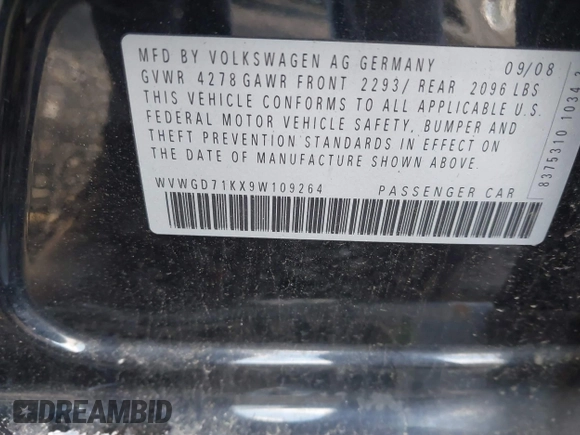 MFD BY VOLKSWAGEN AG GERMANY 09/08
GVWR 4278 GAWR FRONT 2293/ REAR 2096 LBS
THIS VEHICLE CONFORMS TO ALL APPLICABLE U.S.
FEDERAL MOTOR VEHICLE SAFETY, BUMPER AND
THEFT PREVENTION STANDARDS IN EFFECT ON
THE DATE OF MANUFACTURE SHOWN ABOVE.
WVWGD71KX9W109264 PASSENGER CAR
8375310 1034
DREAMBID